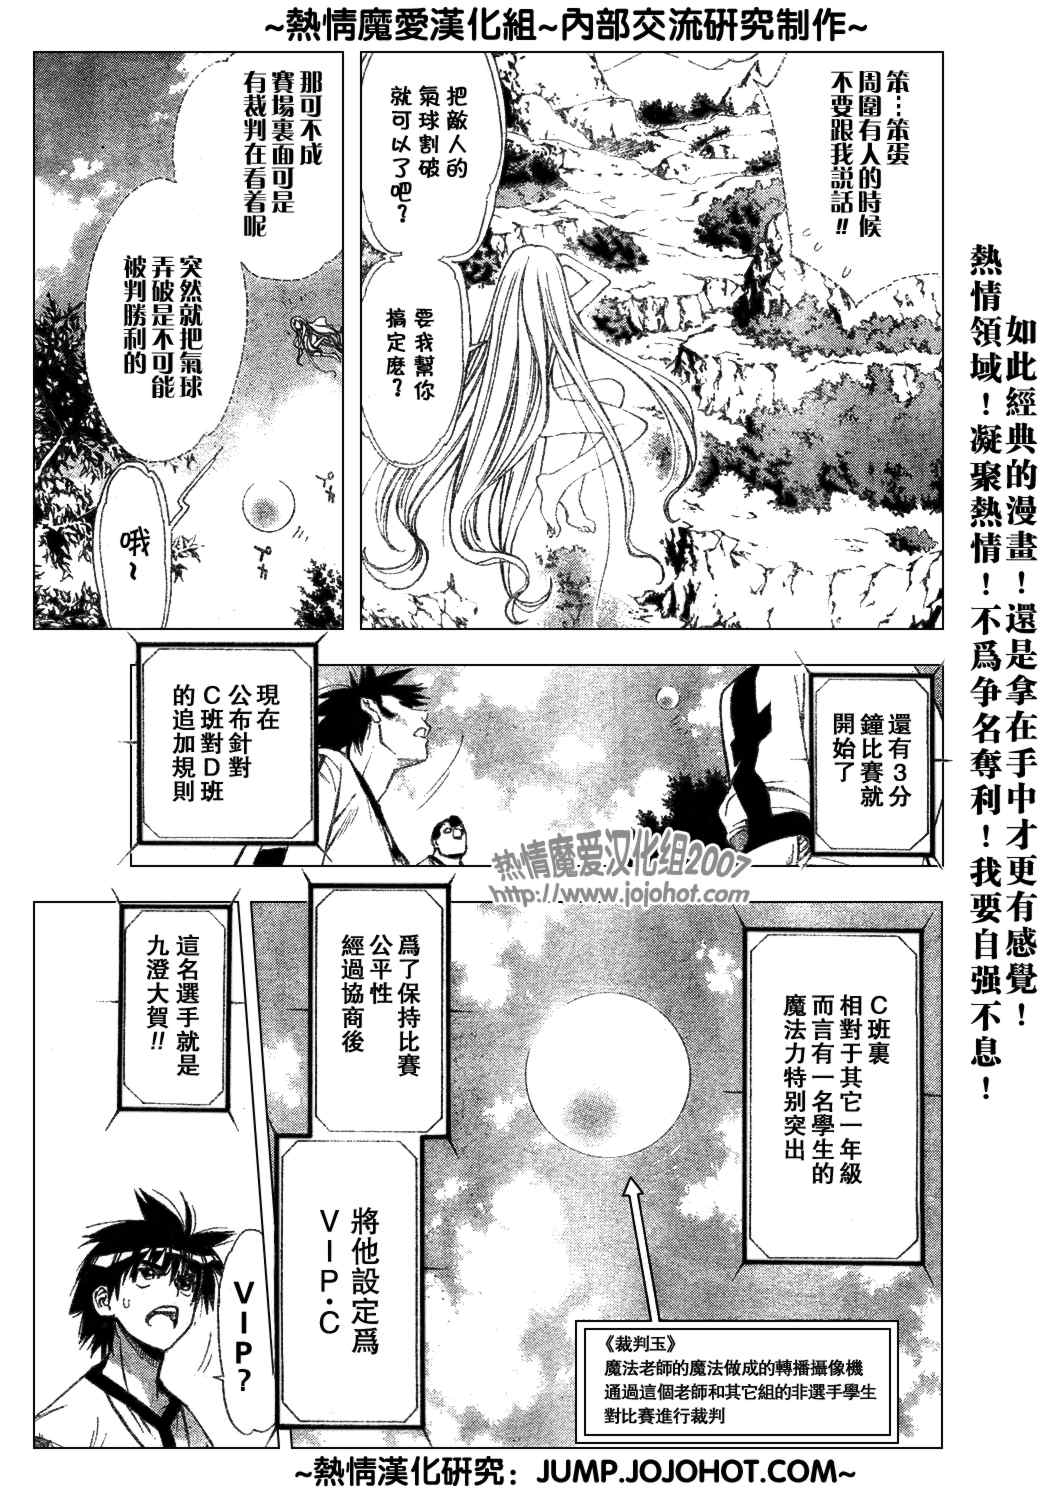 ~熱情魔愛漢化組~內部交流研究制作~
笨…笨蛋
周圍有人的時候
不要跟我説話!!
把敵人的
氣球割破
就可以了吧?
要我幫你
搞定麽?
那可不成
賽場裏面可是
有裁判在看着呢
突然就把氣球
弄破是不可能
被判勝利的
哦~
還有3分
鐘比賽就
開始了
現在
公布針對
C班對D班
的追加規則
熱情魔爱汉化组2007
http://www.jojohot.com
C班裏
相對于其它一年級
而言有一名學生的
魔法力特别突出
爲了保持比賽
公平性
經過協商後
將他設定爲
VIP·C
這名選手就是
九澄大賀!!
VIP?
《裁判玉》
魔法老師的魔法做成的轉播攝像機
通過這個老師和其它組的非選手學生
對比賽進行裁判
如此經典的漫畫!還是拿在手中才更有感覺!
熱情領域!凝聚熱情!不爲争名奪利!我要自强不息!
~熱情漢化研究：JUMP.JOJOHOT.COM~